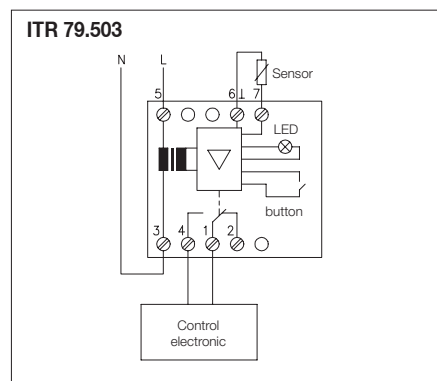 ITR 79.503
N L
5 6 ⊥ 7
Sensor
LED
button
3 4 1 2
Control
electronic